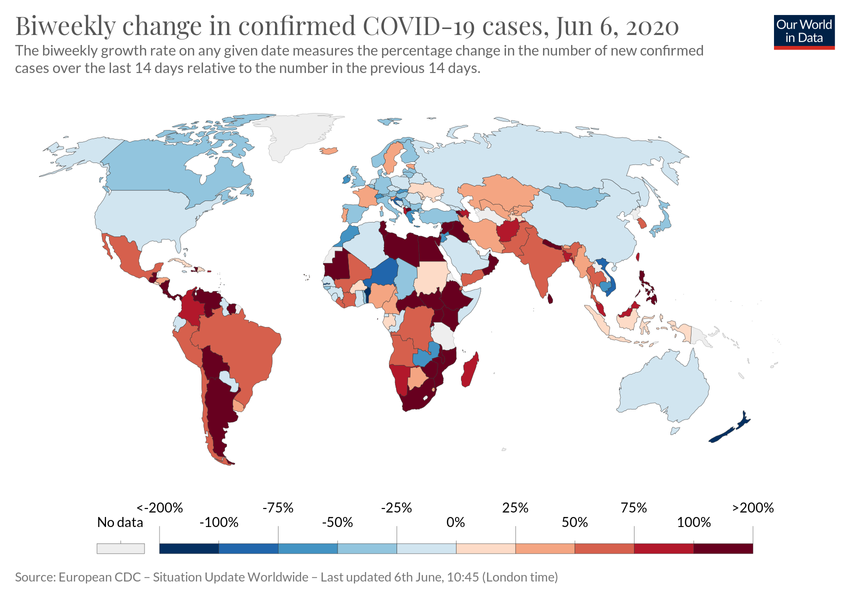 Biweekly change in confirmed COVID-19 cases, Jun 6, 2020
Our World
in Data
The biweekly growth rate on any given date measures the percentage change in the number of new confirmed
cases over the last 14 days relative to the number in the previous 14 days.
<-200% -75% -25% 25% 75% >200%
No data -100% -50% 0% 50% 100%
Source: European CDC – Situation Update Worldwide – Last updated 6th June, 10:45 (London time)